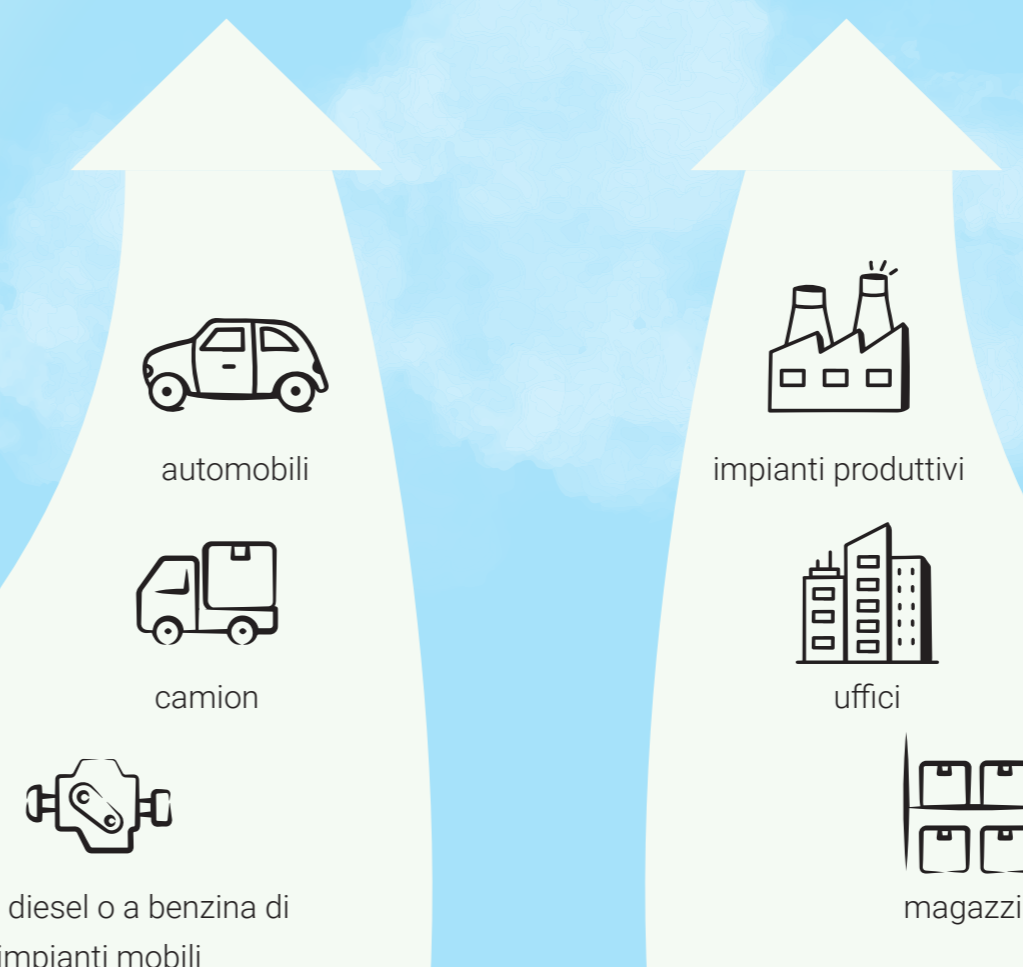 automobili
impianti produttivi
camion
uffici
diesel o a benzina di
impianti mobili
magazzi